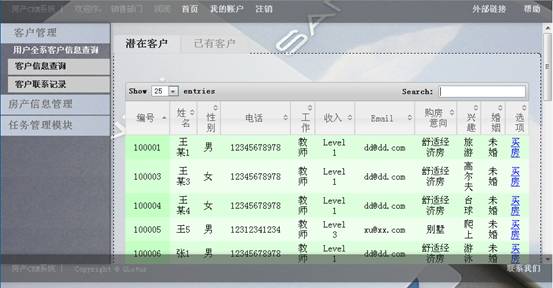 房产CRM系统 | 欢迎你, 销售部门 首页 我的账户 注销 外部链接 帮助
客户管理
用户全系客户信息查询
客户信息查询
客户联系记录
房产信息管理
任务管理模块
潜在客户 已有客户
Show 25 entries Search:
编号 姓名 性别 电话 工作 收入 Email 购房意向 兴趣 婚姻 选项
100001 王某1 男 12345678978 教师 Level 1 dd@dd.com 舒适经济房 旅游 未婚 买房
100003 王某3 女 12345678978 教师 Level 1 dd@dd.com 舒适经济房 高尔夫 未婚 买房
100004 王某4 女 12345678978 教师 Level 1 dd@dd.com 舒适经济房 台球 未婚 买房
100005 王5 男 12312341234 教师 Level 3 xu@xx.com 别墅 爬上 未婚 买房
100006 张1 男 12345678978 教师 Level 1 dd@dd.com 舒适经济房 游泳 未婚 买房
房产CRM系统 | Copyright © 联系我们